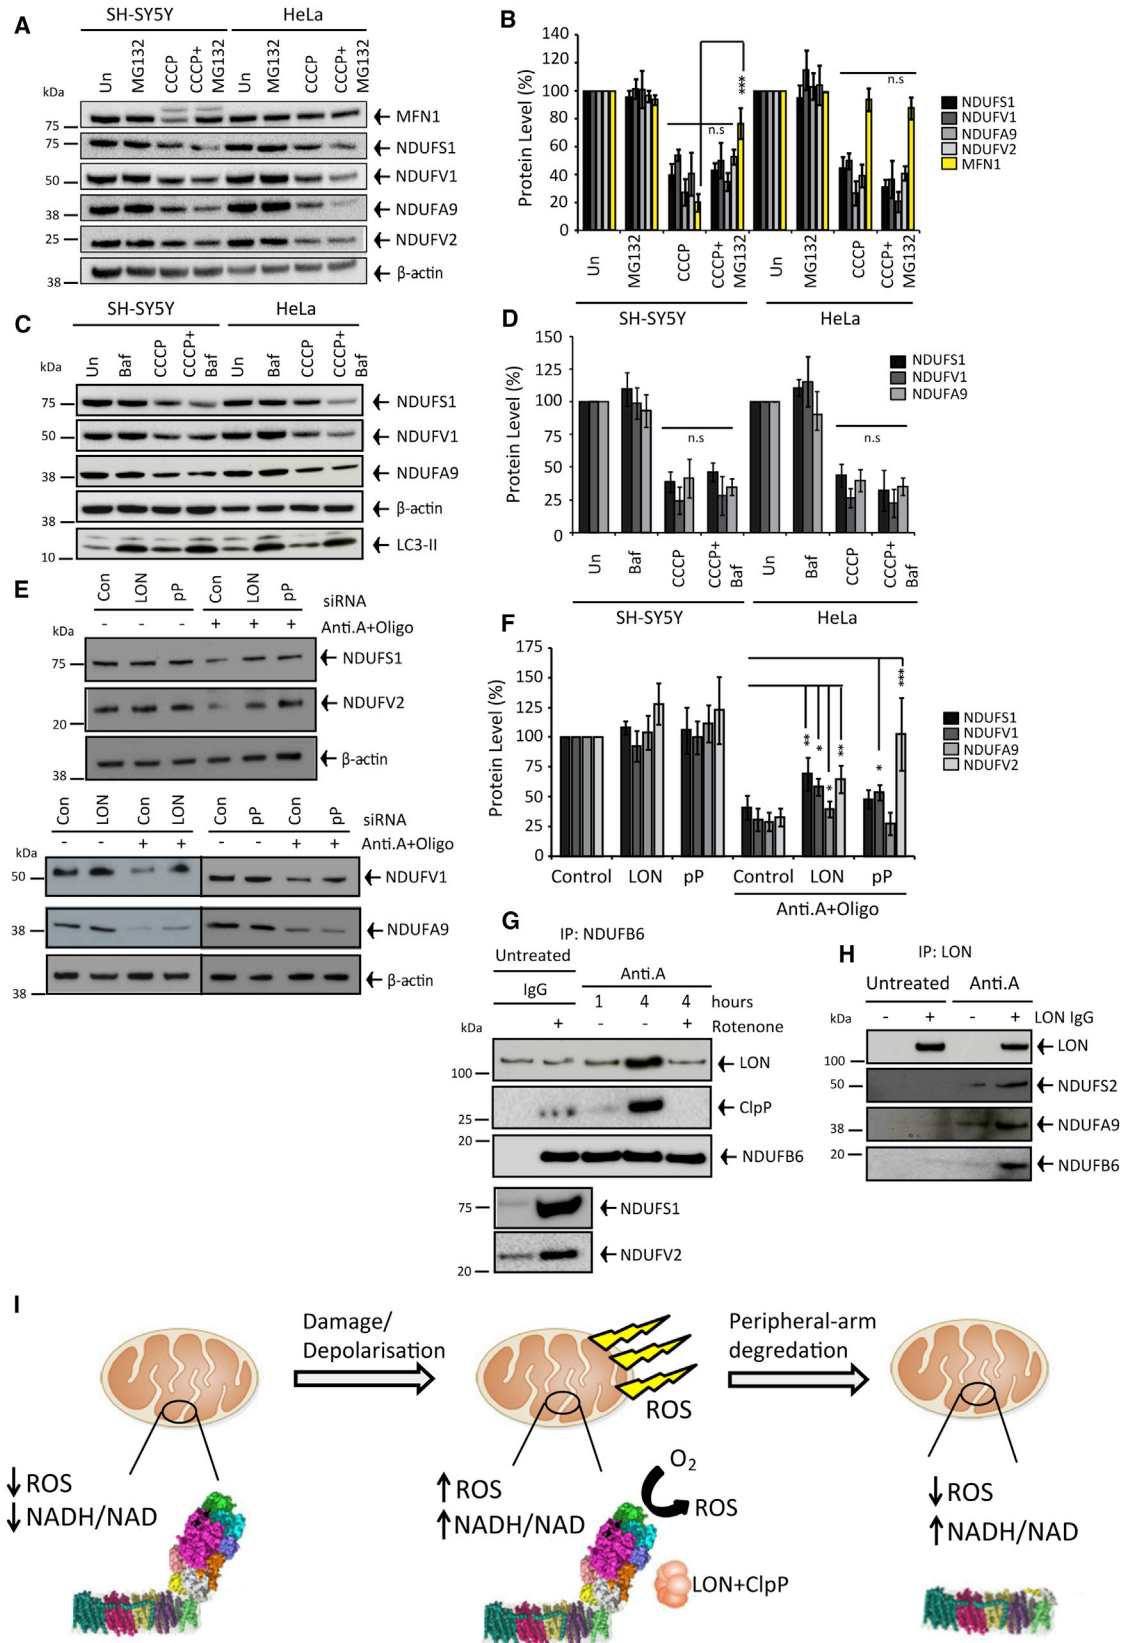 A
SH-SY5Y
HeLa
kDa
Un
MG132
CCCP
CCCP+
MG132
Un
MG132
CCCP
CCCP+
MG132
75
MFN1
75
NDUFS1
50
NDUFV1
38
NDUFA9
25
NDUFV2
38
β-actin
B
Protein Level (%)
140
120
100
80
60
40
20
0
n.s
***
n.s
NDUFS1
NDUFV1
NDUFA9
NDUFV2
MFN1
Un
MG132
CCCP
CCCP+
MG132
Un
MG132
CCCP
CCCP+
MG132
SH-SY5Y
HeLa
C
SH-SY5Y
HeLa
kDa
Un
Baf
CCCP
CCCP+
Baf
Un
Baf
CCCP
CCCP+
Baf
75
NDUFS1
50
NDUFV1
38
NDUFA9
38
β-actin
10
LC3-II
D
Protein Level (%)
150
125
100
75
50
25
0
n.s
n.s
NDUFS1
NDUFV1
NDUFA9
Un
Baf
CCCP
CCCP+
Baf
Un
Baf
CCCP
CCCP+
Baf
SH-SY5Y
HeLa
E
Con
LON
pP
Con
LON
pP
siRNA
- - - + + + Anti.A+Oligo
kDa
75
NDUFS1
20
NDUFV2
38
β-actin
Con
LON
Con
LON
Con
pP
Con
pP
siRNA
- - + + - - + + Anti.A+Oligo
kDa
50
NDUFV1
38
NDUFA9
38
β-actin
F
Protein Level (%)
175
150
125
100
75
50
25
0
**
*
*
**
*
***
NDUFS1
NDUFV1
NDUFA9
NDUFV2
Control LON pP Control LON pP
Anti.A+Oligo
G
IP: NDUFB6
Untreated
Anti.A
IgG
1 4 4 hours
+ - - + Rotenone
kDa
100
LON
25
ClpP
20
NDUFB6
75
NDUFS1
20
NDUFV2
H
IP: LON
Untreated Anti.A
kDa
- + - + LON IgG
100
LON
50
NDUFS2
38
NDUFA9
20
NDUFB6
I
Damage/
Depolarisation
ROS
Peripheral-arm
degredation
↓ROS
↓NADH/NAD
↑ROS
↑NADH/NAD
O2
ROS
LON+ClpP
↓ROS
↑NADH/NAD